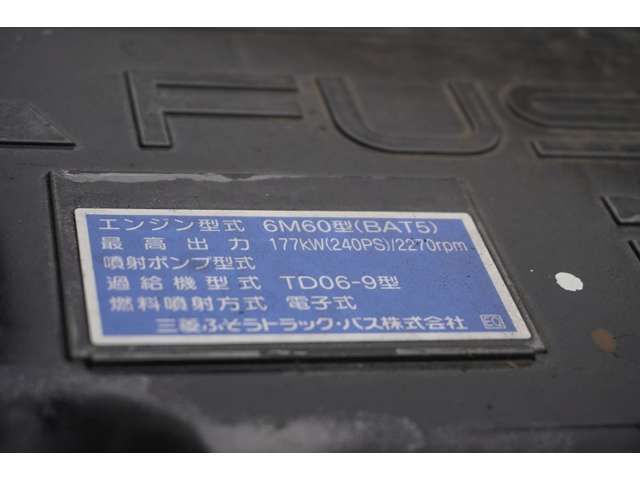 FUS
エンジン型式 6M60型(BAT5)
最高出力 177kW(240PS)/2270rpm
噴射ポンプ型式
過給機型式 TD06-9型
燃料噴射方式 電子式
三菱ふそうトラック・バス株式会社